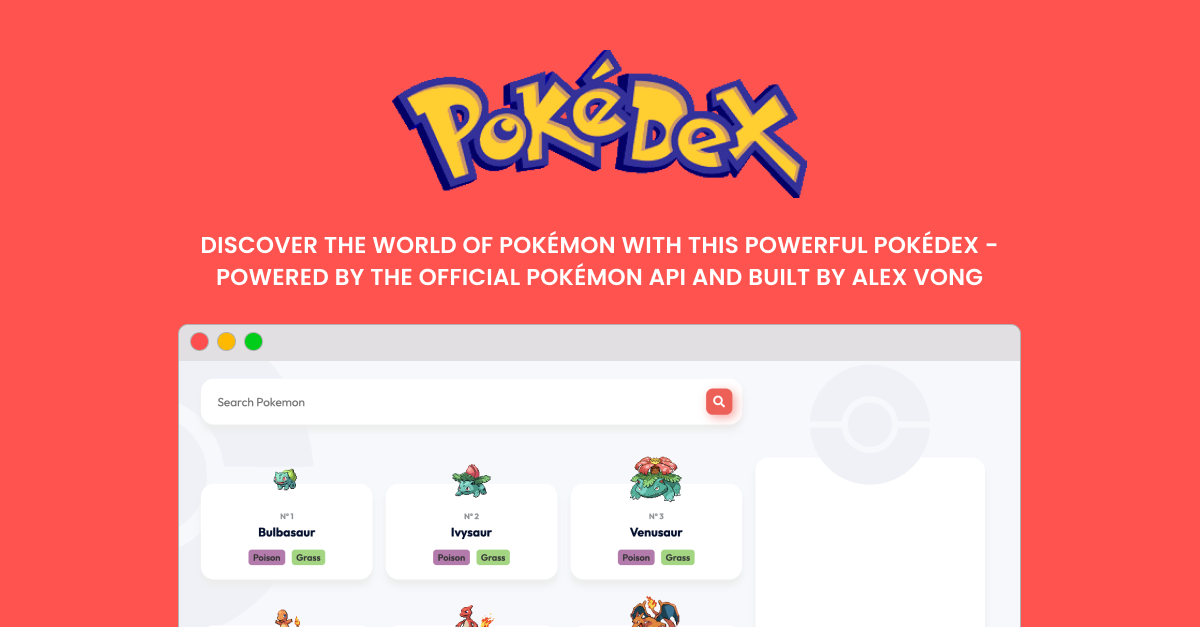 PoKéDex
DISCOVER THE WORLD OF POKÉMON WITH THIS POWERFUL POKÉDEX -
POWERED BY THE OFFICIAL POKÉMON API AND BUILT BY ALEX VONG
Search Pokemon
Nº 1
Bulbasaur
Poison Grass
Nº 2
Ivysaur
Poison Grass
Nº 3
Venusaur
Poison Grass